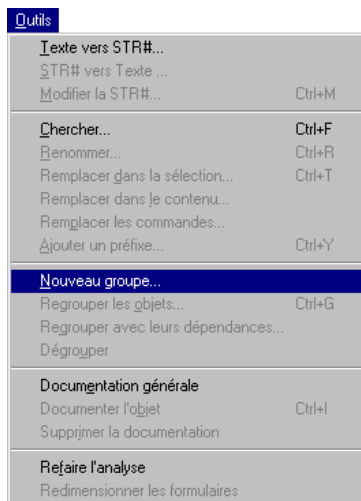 Outils
Texte vers STR#...
STR# vers Texte ...
Modifier la STR#... Ctrl+M
Chercher... Ctrl+F
Renommer... Ctrl+R
Remplacer dans la sélection... Ctrl+T
Remplacer dans le contenu...
Remplacer les commandes...
Ajouter un préfixe... Ctrl+Y
Nouveau groupe...
Regrouper les objets... Ctrl+G
Regrouper avec leurs dépendances...
Dégrouper
Documentation générale
Documenter l'objet Ctrl+I
Supprimer la documentation
Refaire l'analyse
Redimensionner les formulaires